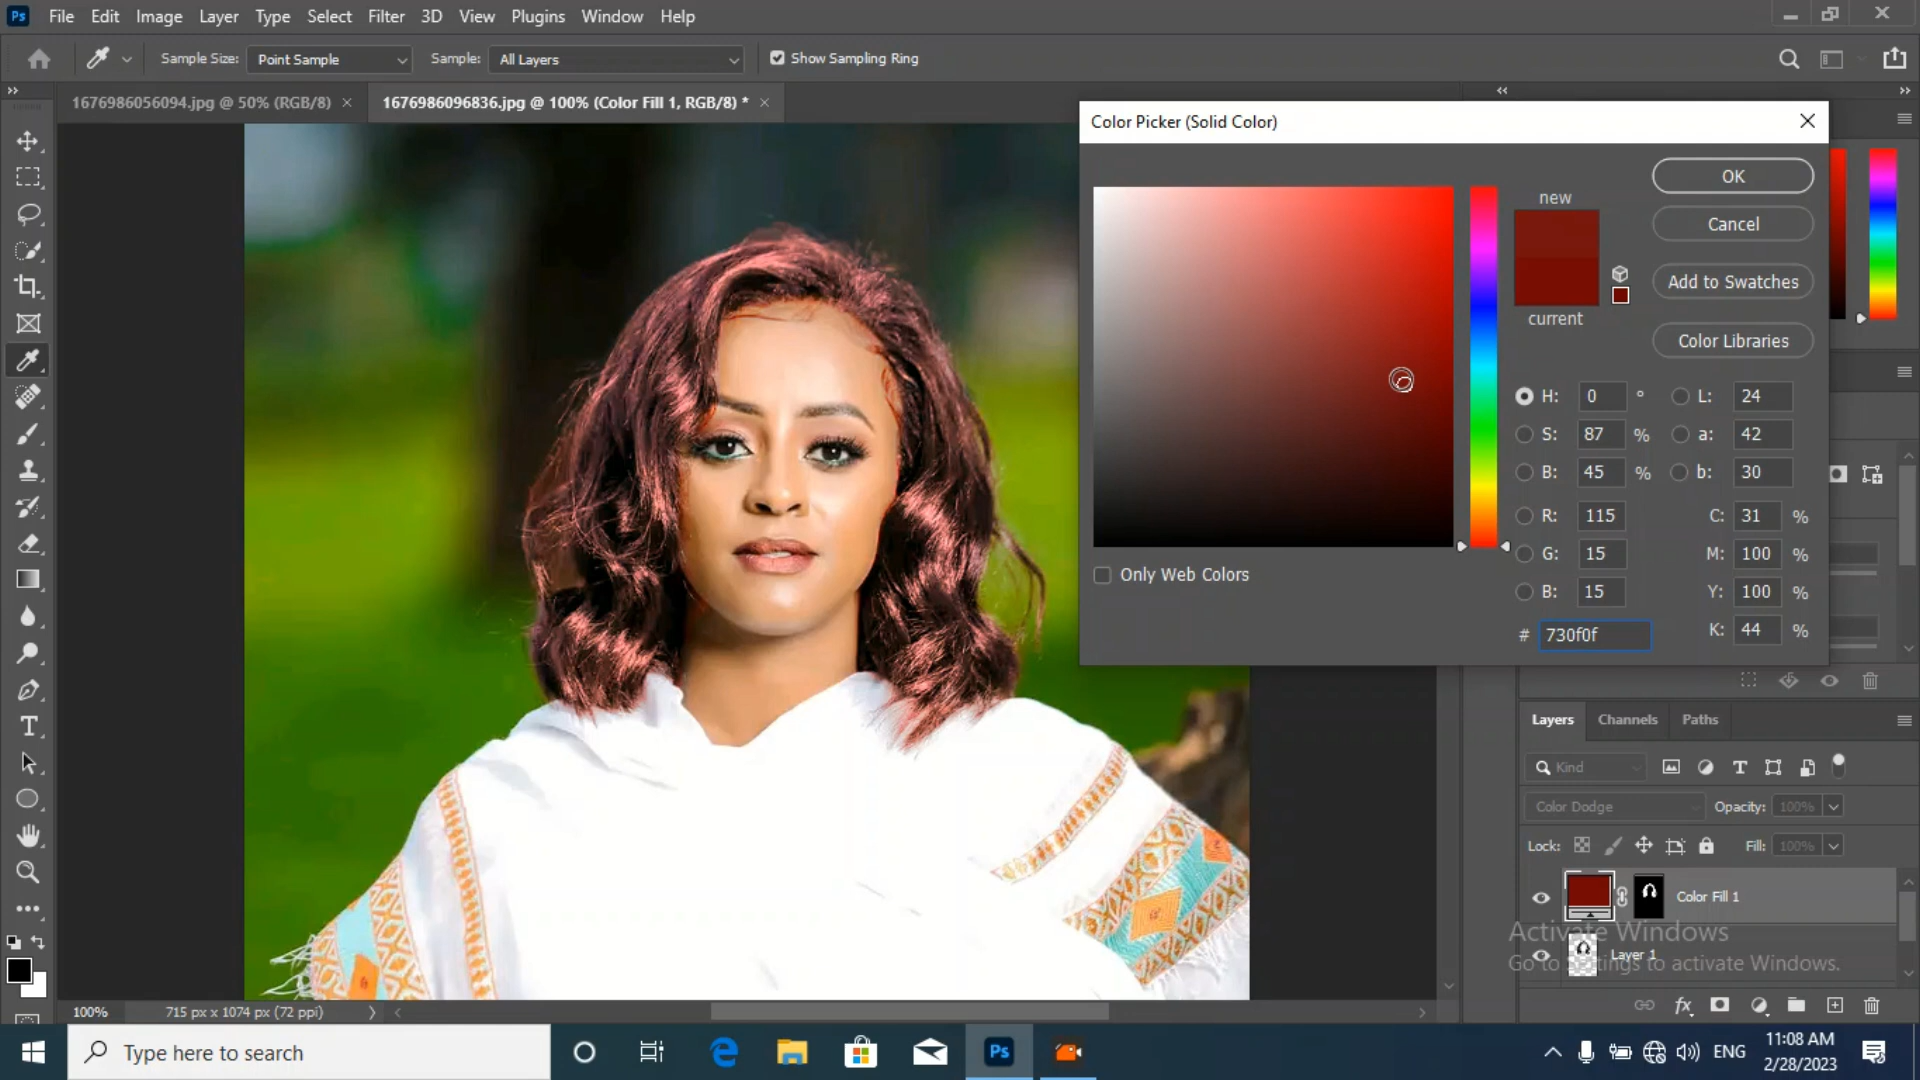 Ps File Edit Image Layer Type Select Filter 3D View Plugins Window Help
Sample Size: Point Sample Sample: All Layers Show Sampling Ring
1676986056094.jpg @ 50% (RGB/8) × 1676986096836.jpg @ 100% (Color Fill 1, RGB/8) * ×
Color Picker (Solid Color)
new
OK
Cancel
Add to Swatches
current
Color Libraries
H: 0 ° L: 24
S: 87 % a: 42
B: 45 % b: 30
R: 115 C: 31 %
G: 15 M: 100 %
B: 15 Y: 100 %
# 730f0f K: 44 %
Only Web Colors
Layers Channels Paths
Kind
Color Dodge Opacity: 100%
Lock: Fill: 100%
Color Fill 1
Layer 1
Activate Windows
Go to Settings to activate Windows.
100% 715 px x 1074 px (72 ppi)
Type here to search
Ps
ENG
11:08 AM
2/28/2023